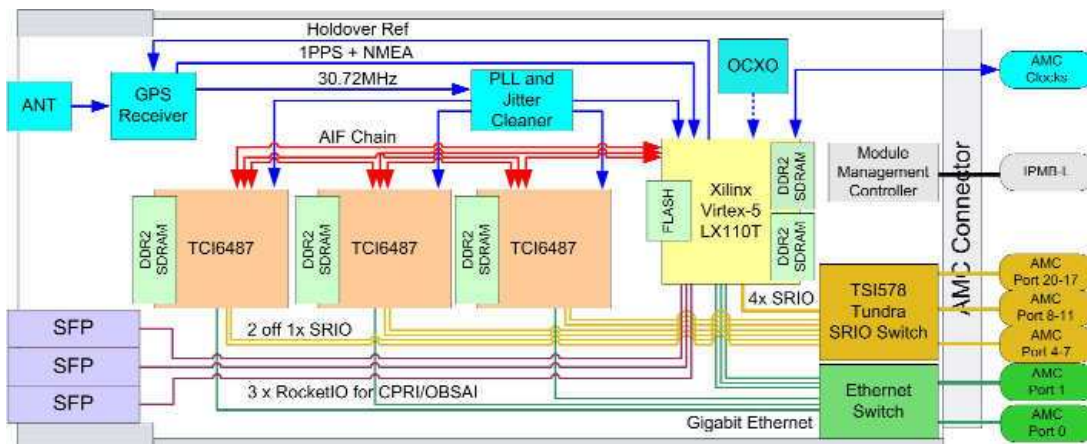 Holdover Ref
1PPS + NMEA
30.72MHz
ANT
GPS
Receiver
PLL and
Jitter
Cleaner
OCXO
AMC
Clocks
AIF Chain
DDR2
SDRAM
TCI6487
DDR2
SDRAM
TCI6487
DDR2
SDRAM
TCI6487
FLASH
Xilinx
Virtex-5
LX110T
DDR2
SDRAM
DDR2
SDRAM
Module
Management
Controller
AMC Connector
IPMB-L
4x SRIO
TSI578
Tundra
SRIO Switch
AMC
Port 20-17
AMC
Port 8-11
AMC
Port 4-7
SFP
SFP
SFP
2 off 1x SRIO
3 x RocketIO for CPRI/OBSAI
Gigabit Ethernet
Ethernet
Switch
AMC
Port 1
AMC
Port 0